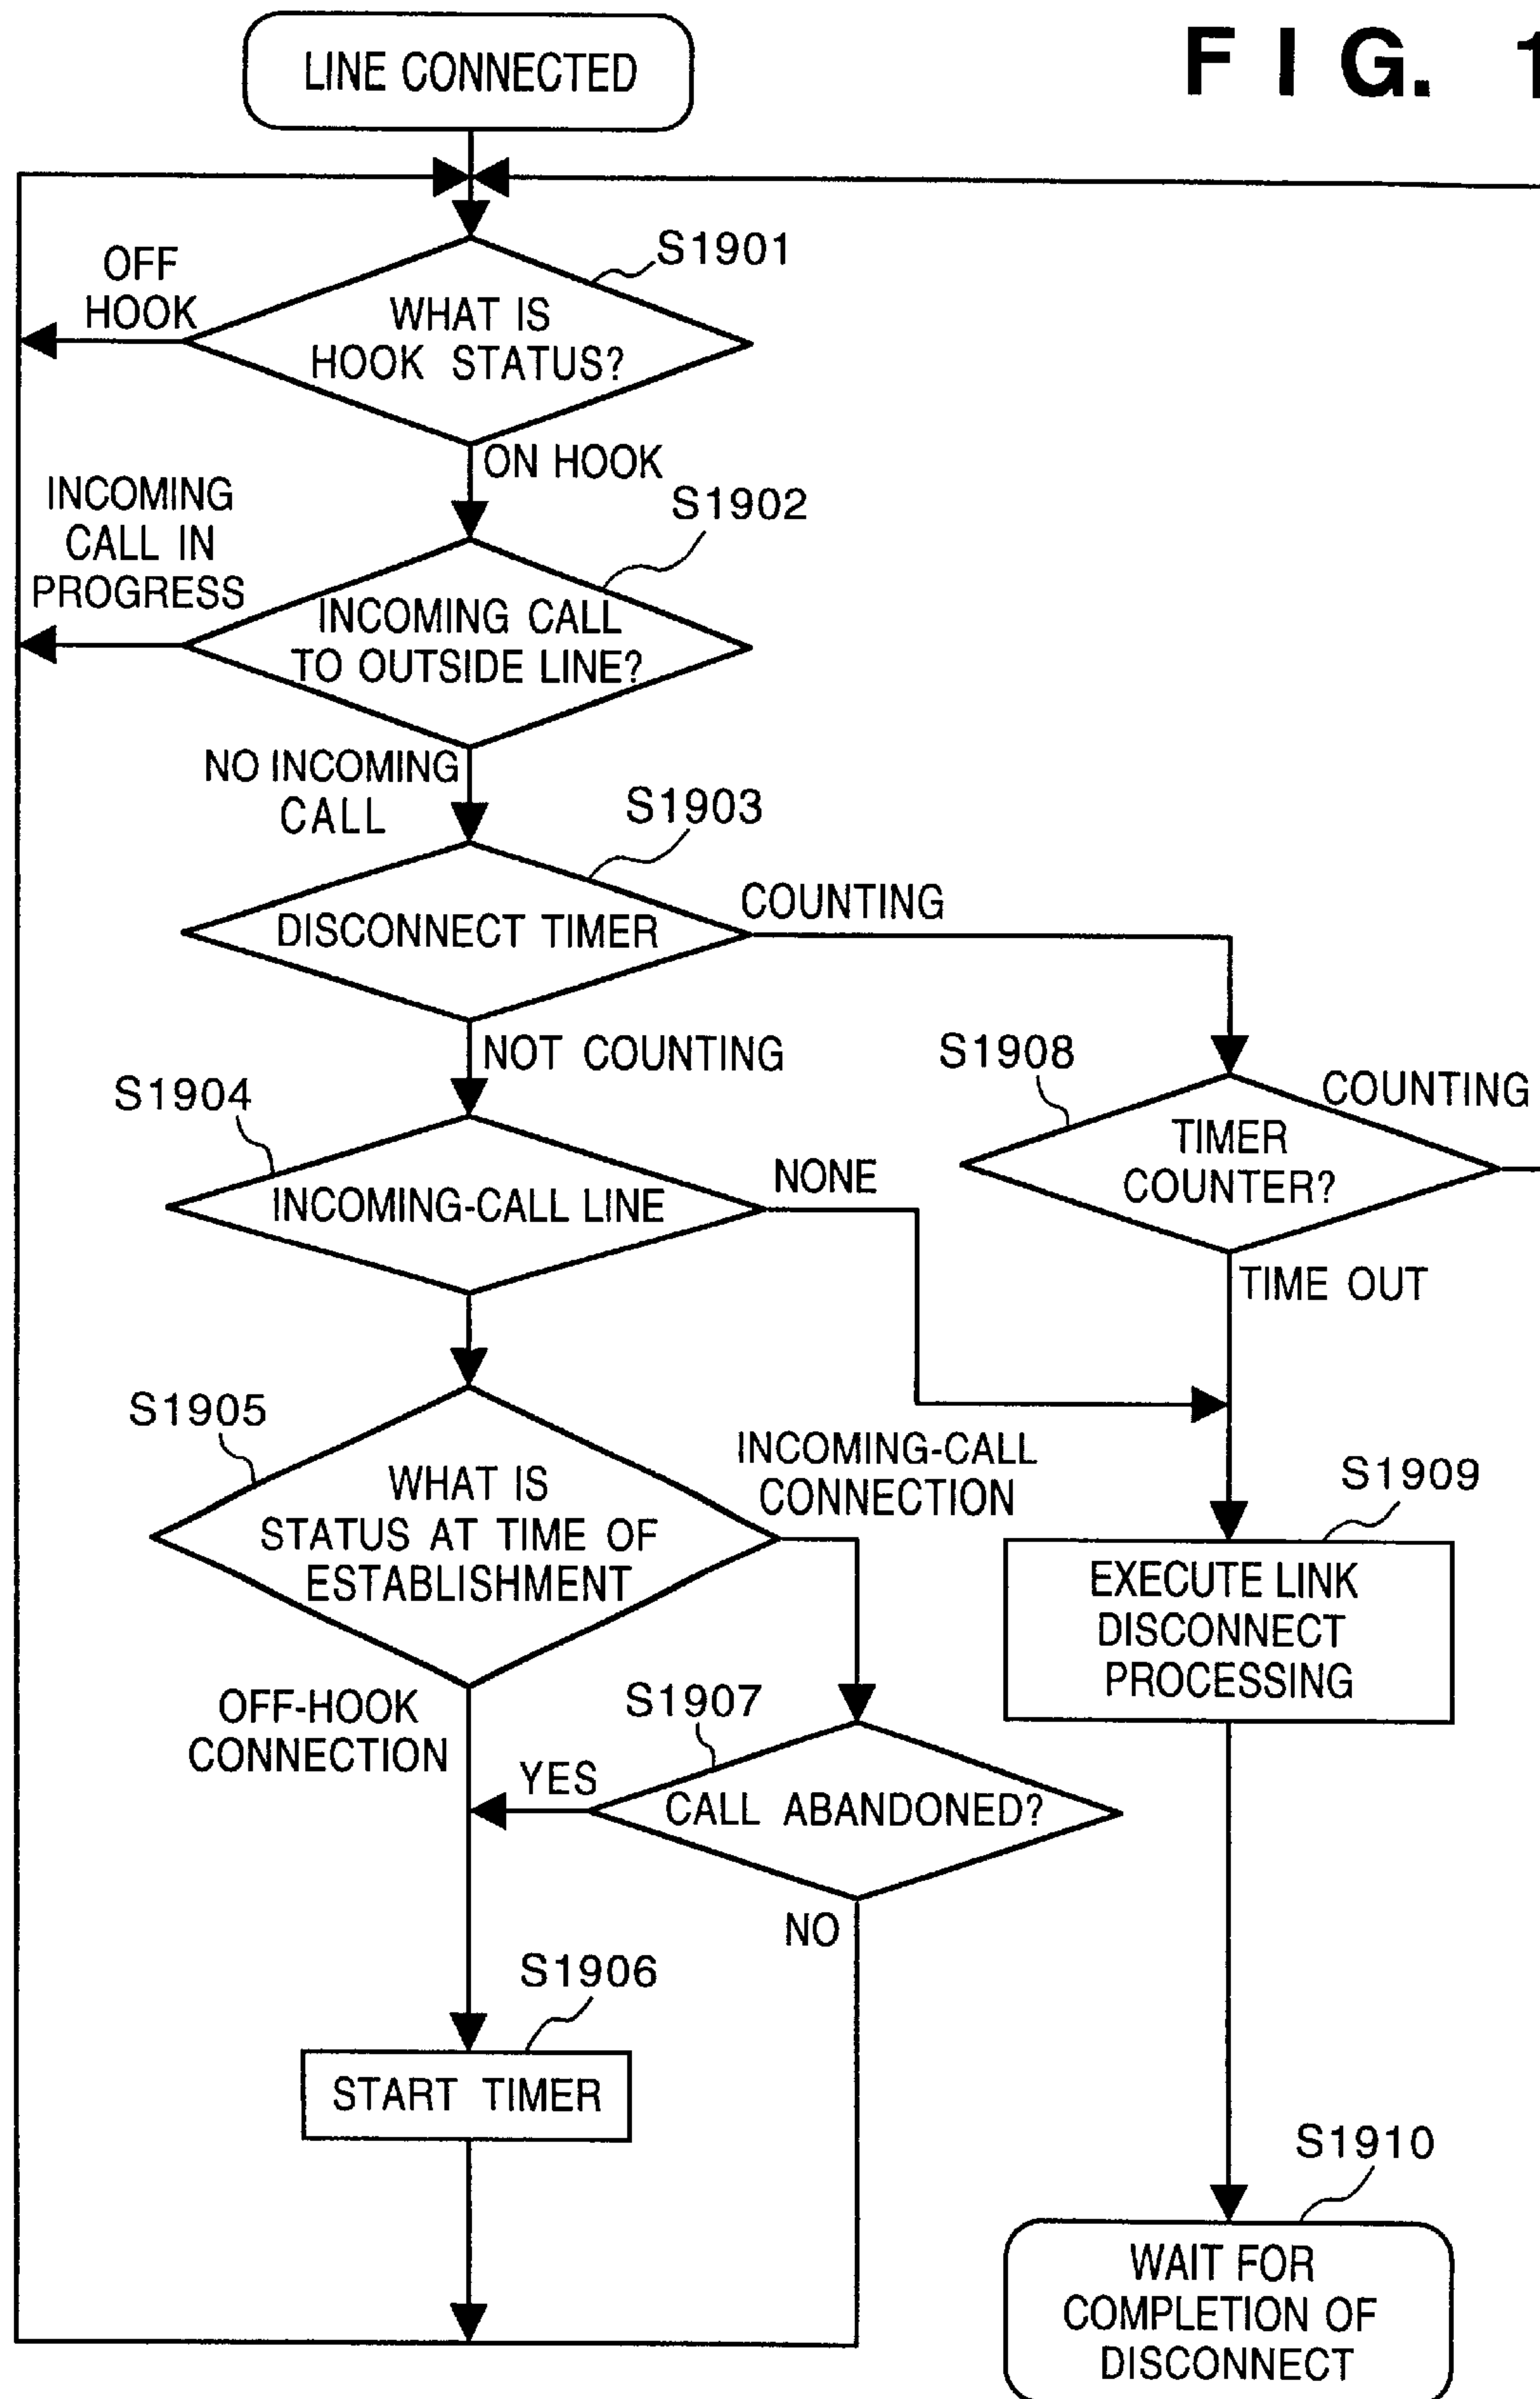 LINE CONNECTED
F I G. 1
OFF
HOOK
S1901
WHAT IS
HOOK STATUS?
ON HOOK
INCOMING
CALL IN
PROGRESS
S1902
INCOMING CALL
TO OUTSIDE LINE?
NO INCOMING
CALL
S1903
DISCONNECT TIMER
COUNTING
NOT COUNTING
S1904
INCOMING-CALL LINE
NONE
S1908
COUNTING
TIMER
COUNTER?
TIME OUT
S1905
WHAT IS
STATUS AT TIME OF
ESTABLISHMENT
INCOMING-CALL
CONNECTION
S1909
EXECUTE LINK
DISCONNECT
PROCESSING
OFF-HOOK
CONNECTION
S1907
YES
CALL ABANDONED?
NO
S1906
START TIMER
S1910
WAIT FOR
COMPLETION OF
DISCONNECT